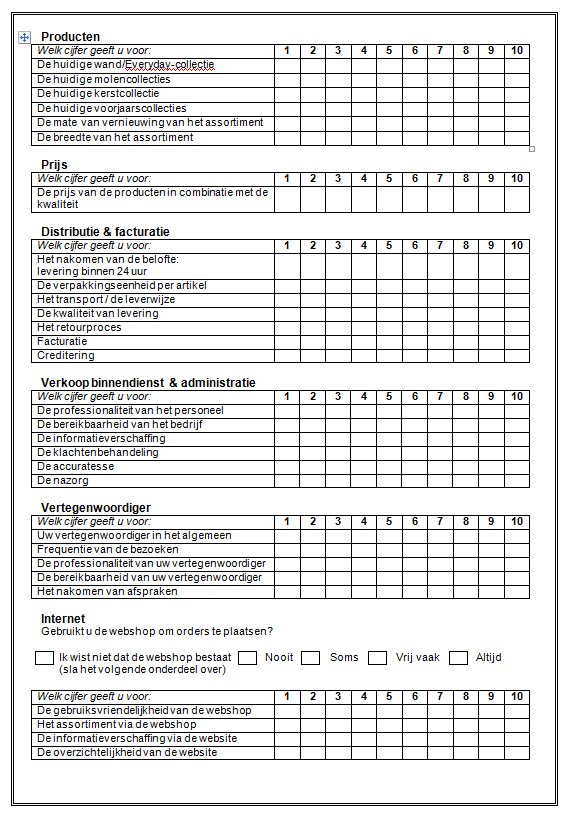 Producten
Welk cijfer geeft u voor: 1 2 3 4 5 6 7 8 9 10
De huidige wand/Everyday-collectie
De huidige molencollecties
De huidige kerstcollectie
De huidige voorjaarscollecties
De mate van vernieuwing van het assortiment
De breedte van het assortiment
Prijs
Welk cijfer geeft u voor: 1 2 3 4 5 6 7 8 9 10
De prijs van de producten in combinatie met de
kwaliteit
Distributie & facturatie
Welk cijfer geeft u voor: 1 2 3 4 5 6 7 8 9 10
Het nakomen van de belofte:
levering binnen 24 uur
De verpakkingseenheid per artikel
Het transport / de leverwijze
De kwaliteit van levering
Het retourproces
Facturatie
Creditering
Verkoopbinnendienst & administratie
Welk cijfer geeft u voor: 1 2 3 4 5 6 7 8 9 10
De professionaliteit van het personeel
De bereikbaarheid van het bedrijf
De informatieverschaffing
De klachtenbehandeling
De accuratesse
De nazorg
Vertegenwoordiger
Welk cijfer geeft u voor: 1 2 3 4 5 6 7 8 9 10
Uw vertegenwoordiger in het algemeen
Frequentie van de bezoeken
De professionaliteit van uw vertegenwoordiger
De bereikbaarheid van uw vertegenwoordiger
Het nakomen van afspraken
Internet
Gebruikt u de webshop om orders te plaatsen?
Ik wist niet dat de webshop bestaat Nooit Soms Vrij vaak Altijd
(sla het volgende onderdeel over)
Welk cijfer geeft u voor: 1 2 3 4 5 6 7 8 9 10
De gebruiksvriendelijkheid van de webshop
Het assortiment via de webshop
De informatieverschaffing via de website
De overzichtelijkheid van de website